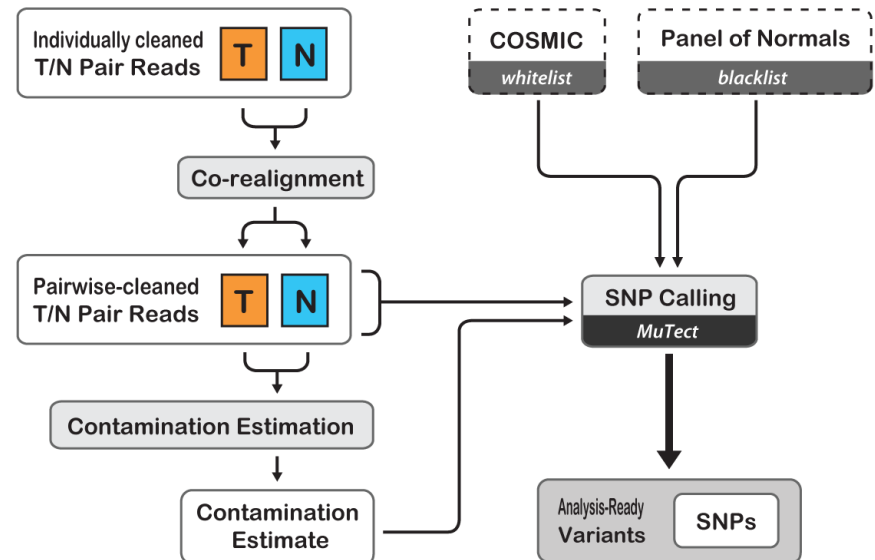 Individually cleaned
T/N Pair Reads
T
N
COSMIC
whitelist
Panel of Normals
blacklist
Co-realignment
Pairwise-cleaned
T/N Pair Reads
T
N
SNP Calling
MuTect
Contamination Estimation
Contamination
Estimate
Analysis-Ready
Variants
SNPs